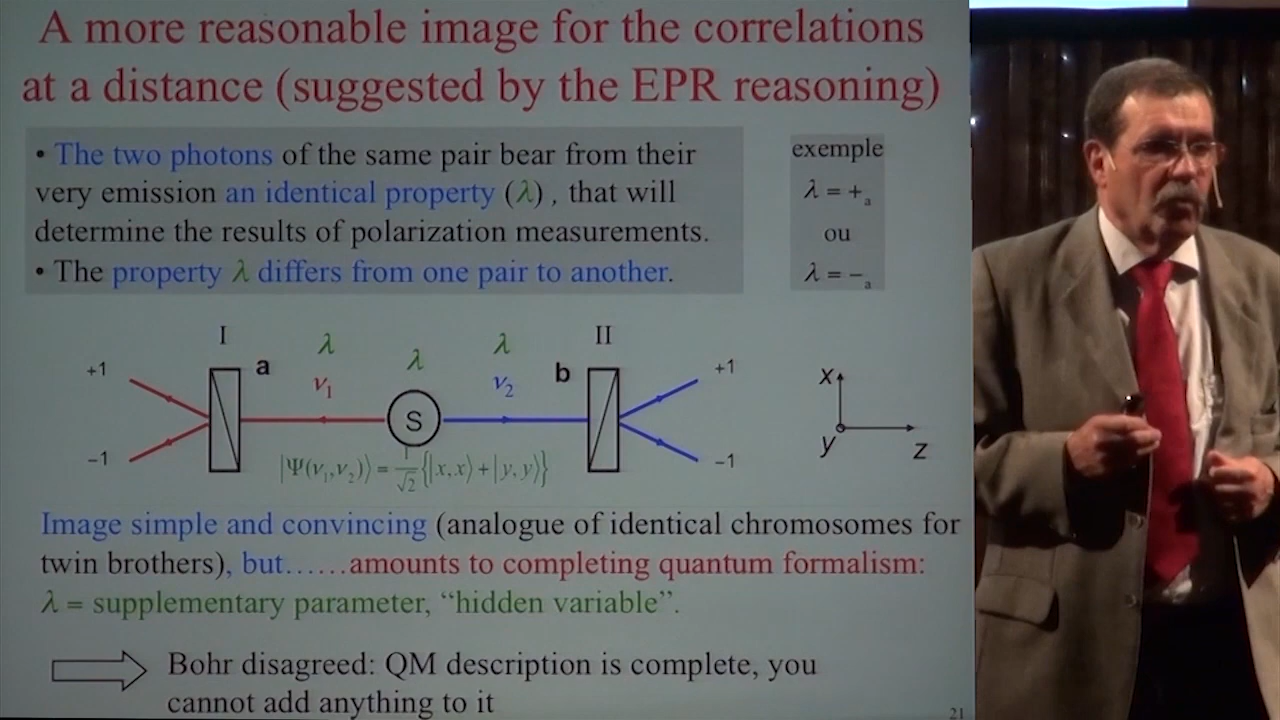 A more reasonable image for the correlations
at a distance (suggested by the EPR reasoning)
• The two photons of the same pair bear from their
very emission an identical property (λ) , that will
determine the results of polarization measurements.
• The property λ differs from one pair to another.
exemple
λ = +ₐ
ou
λ = −ₐ
I
II
+1
a
λ
λ
λ
b
+1
ν₁
ν₂
S
−1
−1
|Ψ(ν₁,ν₂)⟩ = 1/√2 {|x,x⟩ + |y,y⟩}
x
y
z
Image simple and convincing (analogue of identical chromosomes for
twin brothers), but……amounts to completing quantum formalism:
λ = supplementary parameter, “hidden variable”.
Bohr disagreed: QM description is complete, you
cannot add anything to it
21